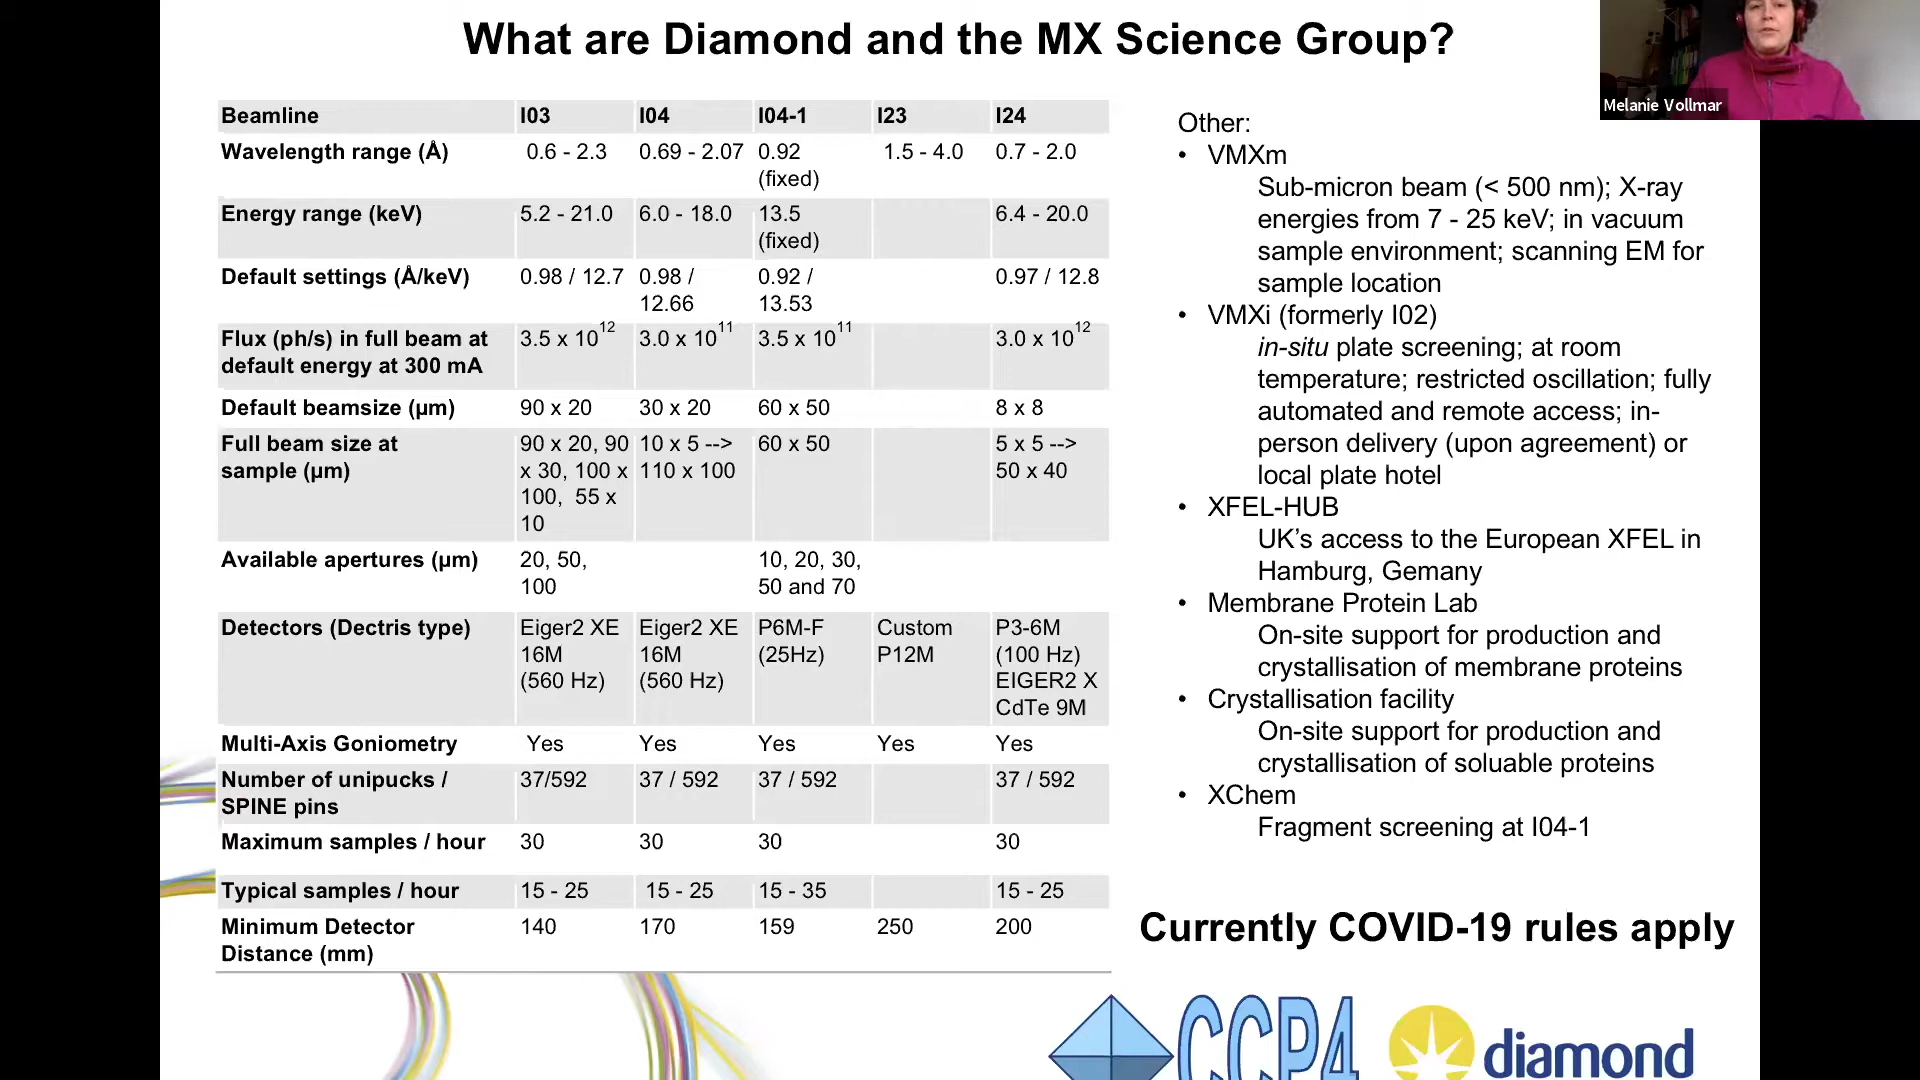 What are Diamond and the MX Science Group?
Melanie Vollmar
Beamline I03 I04 I04-1 I23 I24
Wavelength range (Å) 0.6 - 2.3 0.69 - 2.07 0.92 (fixed) 1.5 - 4.0 0.7 - 2.0
Energy range (keV) 5.2 - 21.0 6.0 - 18.0 13.5 (fixed) 6.4 - 20.0
Default settings (Å/keV) 0.98 / 12.7 0.98 / 12.66 0.92 / 13.53 0.97 / 12.8
Flux (ph/s) in full beam at default energy at 300 mA 3.5 x 10^12 3.0 x 10^11 3.5 x 10^11 3.0 x 10^12
Default beamsize (µm) 90 x 20 30 x 20 60 x 50 8 x 8
Full beam size at sample (µm) 90 x 20, 90 x 30, 100 x 100, 55 x 10 10 x 5 --> 110 x 100 60 x 50 5 x 5 --> 50 x 40
Available apertures (µm) 20, 50, 100 10, 20, 30, 50 and 70
Detectors (Dectris type) Eiger2 XE 16M (560 Hz) Eiger2 XE 16M (560 Hz) P6M-F (25Hz) Custom P12M P3-6M (100 Hz) EIGER2 X CdTe 9M
Multi-Axis Goniometry Yes Yes Yes Yes Yes
Number of unipucks / SPINE pins 37/592 37 / 592 37 / 592 37 / 592
Maximum samples / hour 30 30 30 30
Typical samples / hour 15 - 25 15 - 25 15 - 35 15 - 25
Minimum Detector Distance (mm) 140 170 159 250 200
Other:
• VMXm
Sub-micron beam (< 500 nm); X-ray
energies from 7 - 25 keV; in vacuum
sample environment; scanning EM for
sample location
• VMXi (formerly I02)
in-situ plate screening; at room
temperature; restricted oscillation; fully
automated and remote access; in-
person delivery (upon agreement) or
local plate hotel
• XFEL-HUB
UK's access to the European XFEL in
Hamburg, Gemany
• Membrane Protein Lab
On-site support for production and
crystallisation of membrane proteins
• Crystallisation facility
On-site support for production and
crystallisation of soluable proteins
• XChem
Fragment screening at I04-1
Currently COVID-19 rules apply
CCP4
diamond